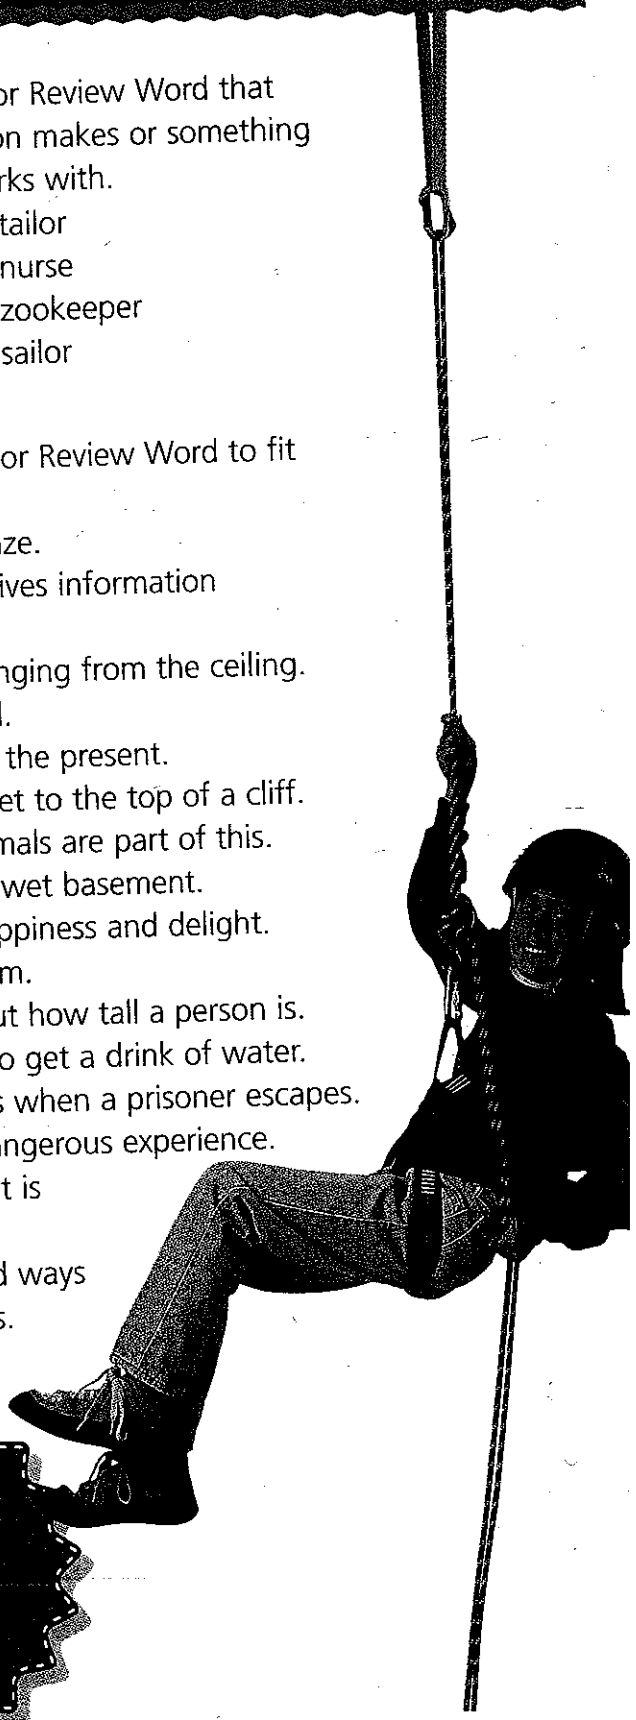 or Review Word that
on makes or something
rks with.
tailor
nurse
zookeeper
sailor
or Review Word to fit
ze.
ives information
nging from the ceiling.
l.
the present.
et to the top of a cliff.
mals are part of this.
wet basement.
ppiness and delight.
m.
ut how tall a person is.
o get a drink of water.
s when a prisoner escapes.
ngerous experience.
t is
d ways
s.